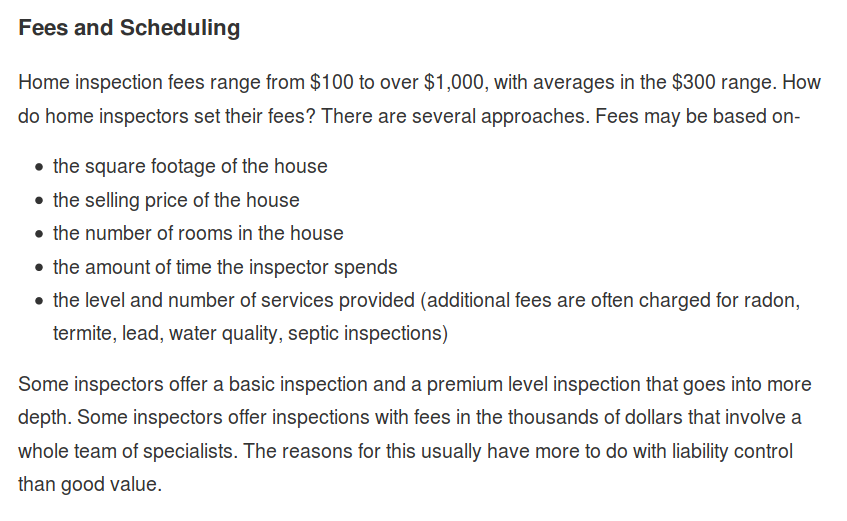 Fees and Scheduling
Home inspection fees range from $100 to over $1,000, with averages in the $300 range. How
do home inspectors set their fees? There are several approaches. Fees may be based on-
• the square footage of the house
• the selling price of the house
• the number of rooms in the house
• the amount of time the inspector spends
• the level and number of services provided (additional fees are often charged for radon,
termite, lead, water quality, septic inspections)
Some inspectors offer a basic inspection and a premium level inspection that goes into more
depth. Some inspectors offer inspections with fees in the thousands of dollars that involve a
whole team of specialists. The reasons for this usually have more to do with liability control
than good value.